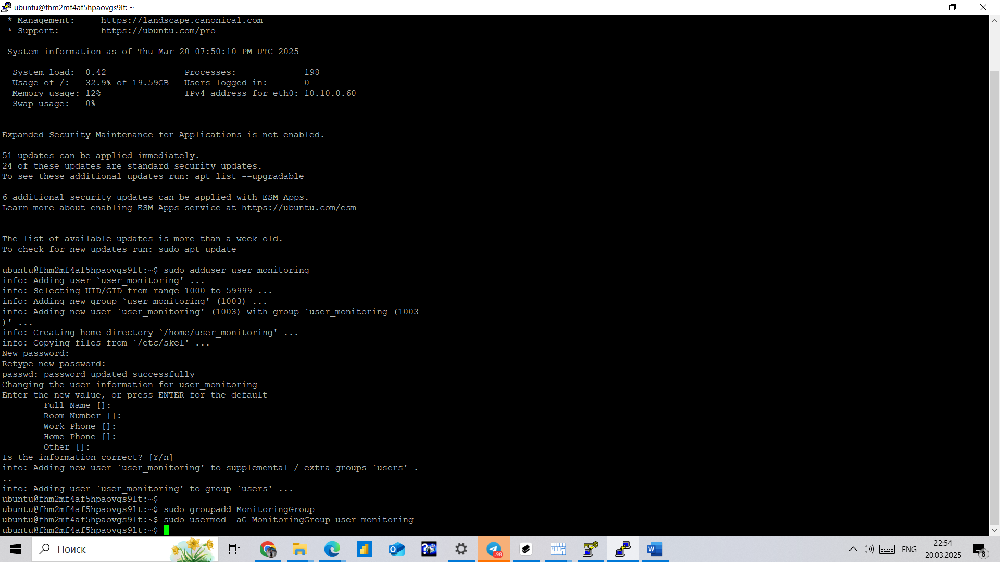 ubuntu@fhm2mf4af5hpaovgs9lt: ~
* Management:     https://landscape.canonical.com
* Support:        https://ubuntu.com/pro
System information as of Thu Mar 20 07:50:10 PM UTC 2025
System load:  0.42               Processes:             198
Usage of /:   32.9% of 19.59GB   Users logged in:       0
Memory usage: 12%                IPv4 address for eth0: 10.10.0.60
Swap usage:   0%
Expanded Security Maintenance for Applications is not enabled.
51 updates can be applied immediately.
24 of these updates are standard security updates.
To see these additional updates run: apt list --upgradable
6 additional security updates can be applied with ESM Apps.
Learn more about enabling ESM Apps service at https://ubuntu.com/esm
The list of available updates is more than a week old.
To check for new updates run: sudo apt update
ubuntu@fhm2mf4af5hpaovgs9lt:~$ sudo adduser user_monitoring
info: Adding user `user_monitoring' ...
info: Selecting UID/GID from range 1000 to 59999 ...
info: Adding new group `user_monitoring' (1003) ...
info: Adding new user `user_monitoring' (1003) with group `user_monitoring (1003
)' ...
info: Creating home directory `/home/user_monitoring' ...
info: Copying files from `/etc/skel' ...
New password:
Retype new password:
passwd: password updated successfully
Changing the user information for user_monitoring
Enter the new value, or press ENTER for the default
Full Name []:
Room Number []:
Work Phone []:
Home Phone []:
Other []:
Is the information correct? [Y/n]
info: Adding new user `user_monitoring' to supplemental / extra groups `users' .
..
info: Adding user `user_monitoring' to group `users' ...
ubuntu@fhm2mf4af5hpaovgs9lt:~$
ubuntu@fhm2mf4af5hpaovgs9lt:~$ sudo groupadd MonitoringGroup
ubuntu@fhm2mf4af5hpaovgs9lt:~$ sudo usermod -aG MonitoringGroup user_monitoring
ubuntu@fhm2mf4af5hpaovgs9lt:~$
Поиск
..98
ENG
22:54
20.03.2025
8